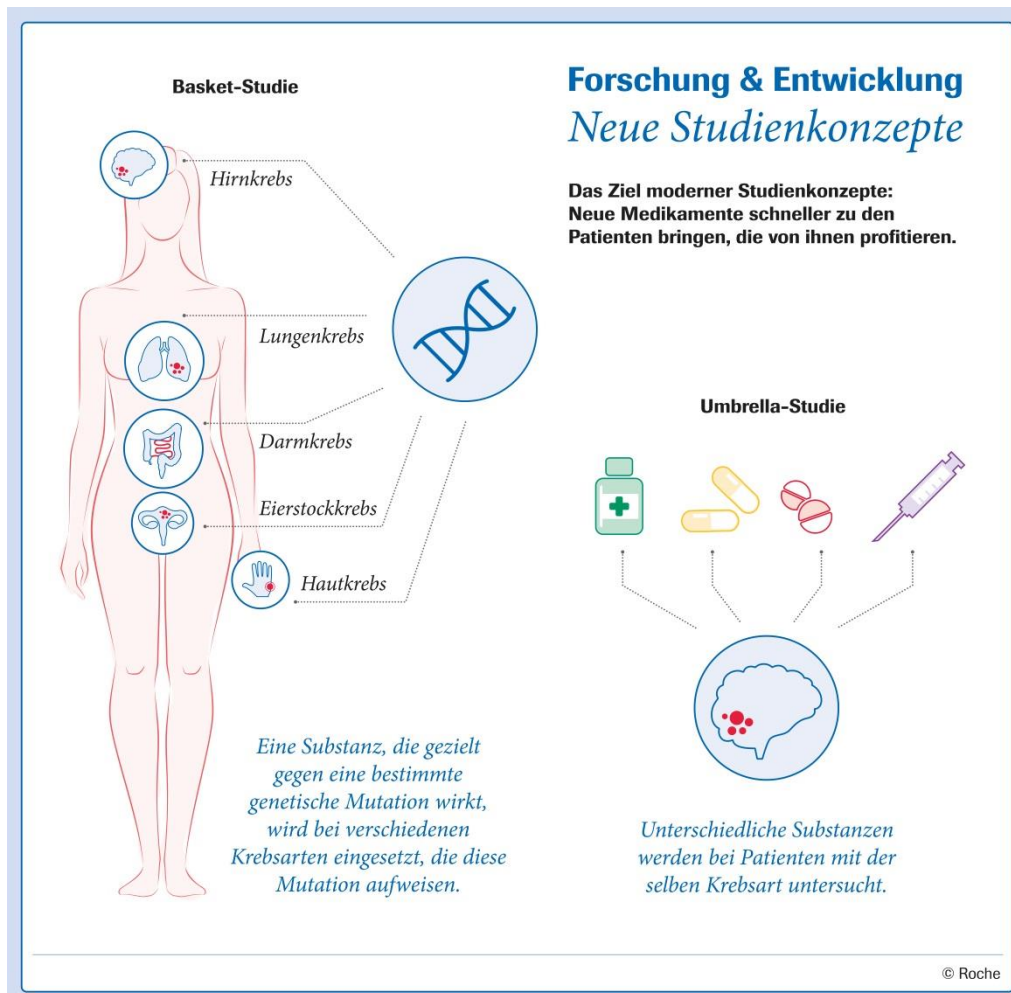 Basket-Studie
Forschung & Entwicklung
Neue Studienkonzepte
Das Ziel moderner Studienkonzepte:
Neue Medikamente schneller zu den
Patienten bringen, die von ihnen profitieren.
Hirnkrebs
Lungenkrebs
Darmkrebs
Eierstockkrebs
Hautkrebs
Eine Substanz, die gezielt
gegen eine bestimmte
genetische Mutation wirkt,
wird bei verschiedenen
Krebsarten eingesetzt, die diese
Mutation aufweisen.
Umbrella-Studie
Unterschiedliche Substanzen
werden bei Patienten mit der
selben Krebsart untersucht.
© Roche